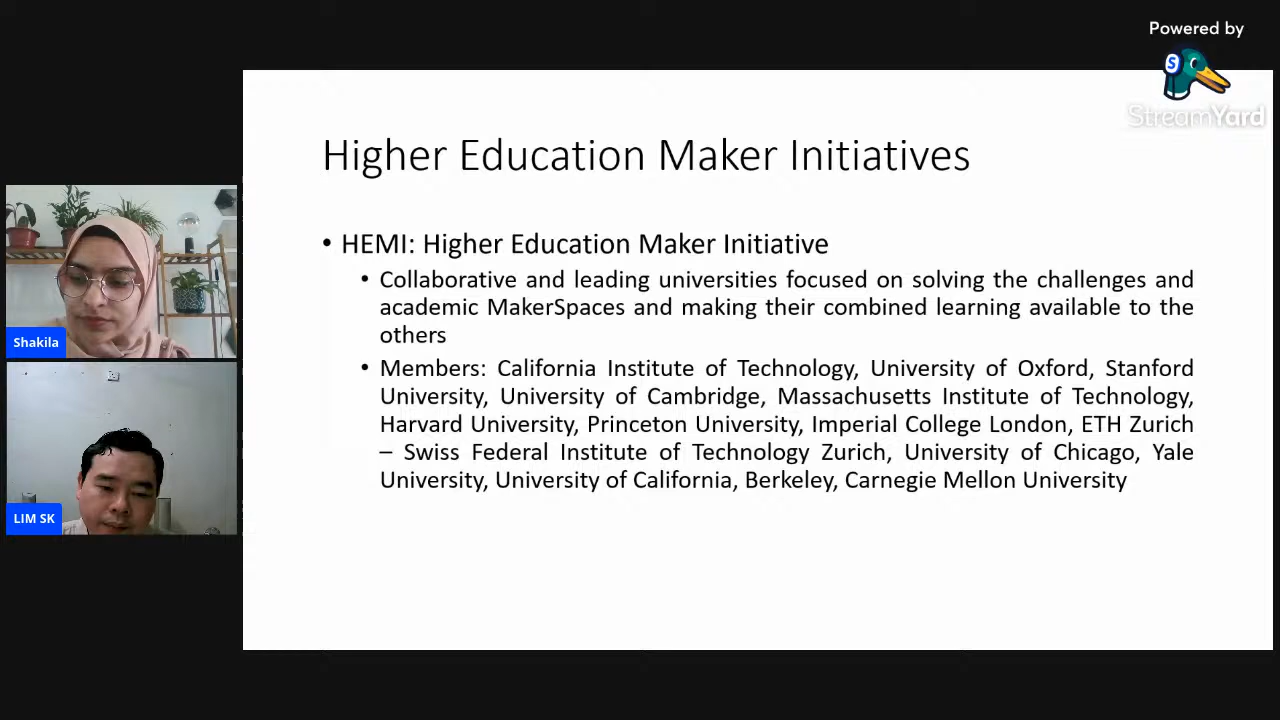 Powered by
StreamYard
Higher Education Maker Initiatives
• HEMI: Higher Education Maker Initiative
• Collaborative and leading universities focused on solving the challenges and
academic MakerSpaces and making their combined learning available to the
others
• Members: California Institute of Technology, University of Oxford, Stanford
University, University of Cambridge, Massachusetts Institute of Technology,
Harvard University, Princeton University, Imperial College London, ETH Zurich
– Swiss Federal Institute of Technology Zurich, University of Chicago, Yale
University, University of California, Berkeley, Carnegie Mellon University
Shakila
LIM SK